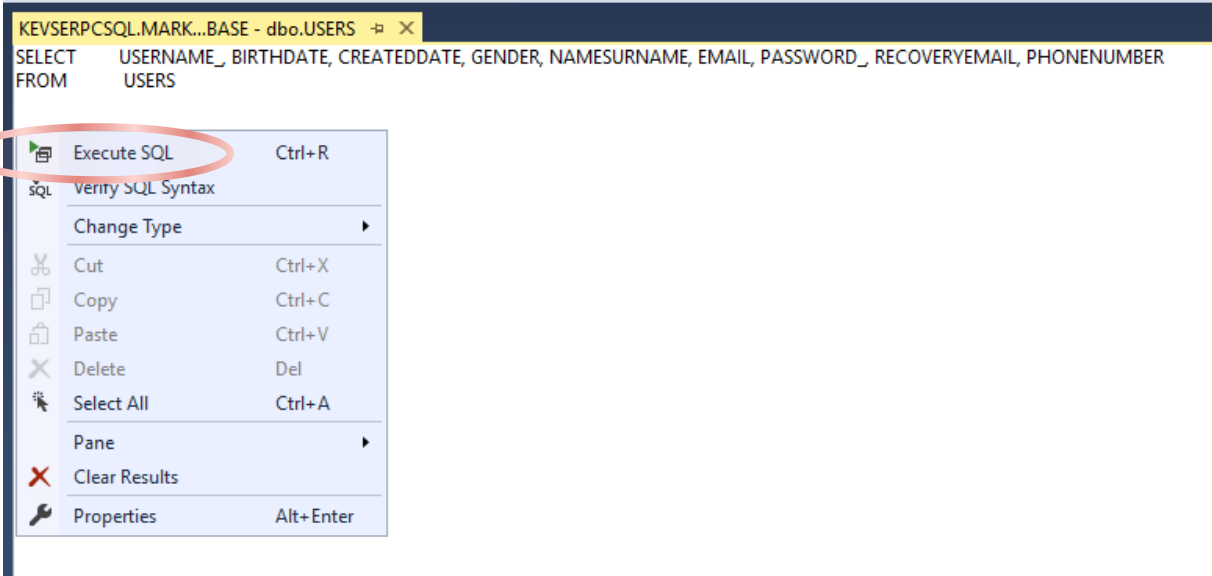 KEVSERPCSQL.MARK...BASE - dbo.USERS
SELECT USERNAME_, BIRTHDATE, CREATEDDATE, GENDER, NAMESURNAME, EMAIL, PASSWORD_, RECOVERYEMAIL, PHONENUMBER
FROM USERS
Execute SQL Ctrl+R
SQL Verify SQL Syntax
Change Type
Cut Ctrl+X
Copy Ctrl+C
Paste Ctrl+V
Delete Del
Select All Ctrl+A
Pane
Clear Results
Properties Alt+Enter